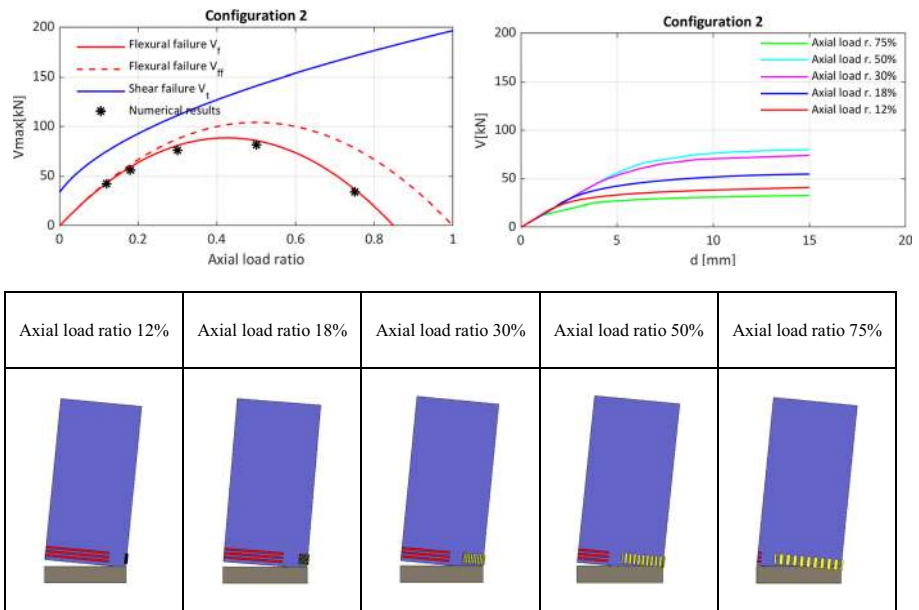 Configuration 2
Flexural failure Vf
Flexural failure Vff
Shear failure Vt
Numerical results
Vmax[kN]
200
150
100
50
0
0
0.2
0.4
0.6
0.8
1
Axial load ratio
Configuration 2
Axial load r. 75%
Axial load r. 50%
Axial load r. 30%
Axial load r. 18%
Axial load r. 12%
V[kN]
200
150
100
50
0
0
5
10
15
20
d [mm]
Axial load ratio 12% Axial load ratio 18% Axial load ratio 30% Axial load ratio 50% Axial load ratio 75%